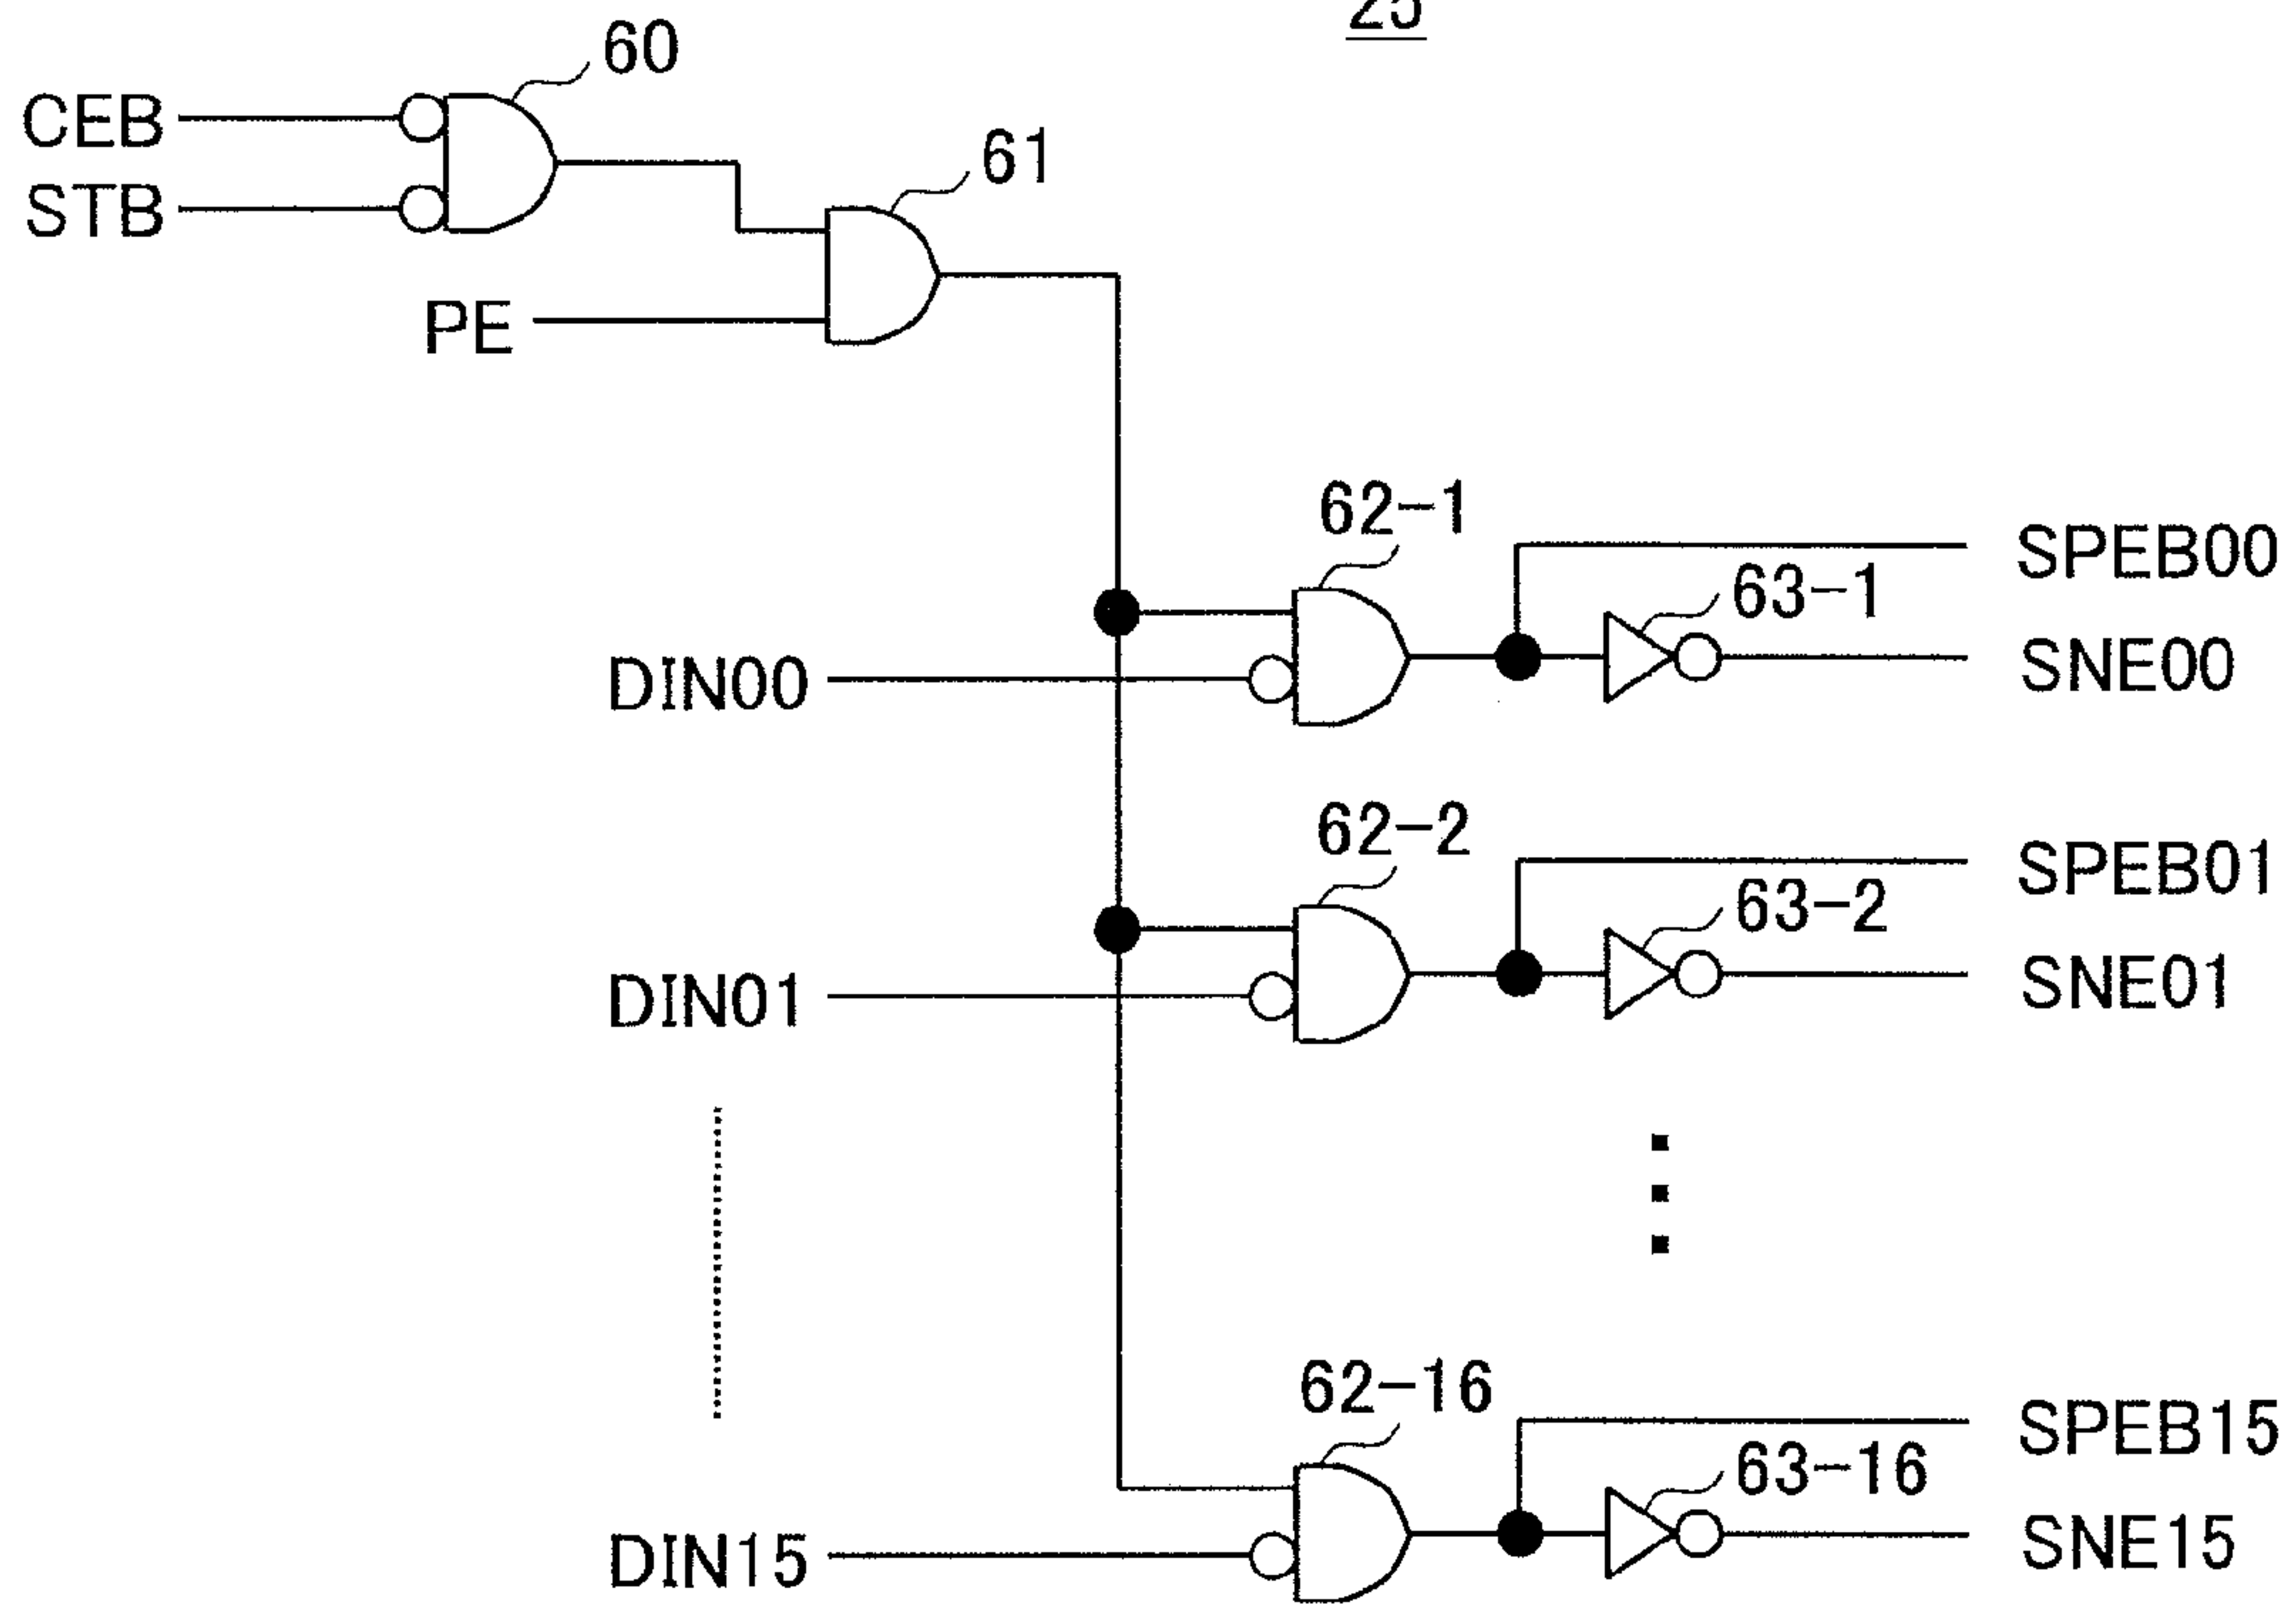 25
60
CEB
61
STB
PE
62-1
SPEB00
63-1
DIN00
SNE00
62-2
SPEB01
63-2
DIN01
SNE01
62-16
SPEB15
63-16
DIN15
SNE15